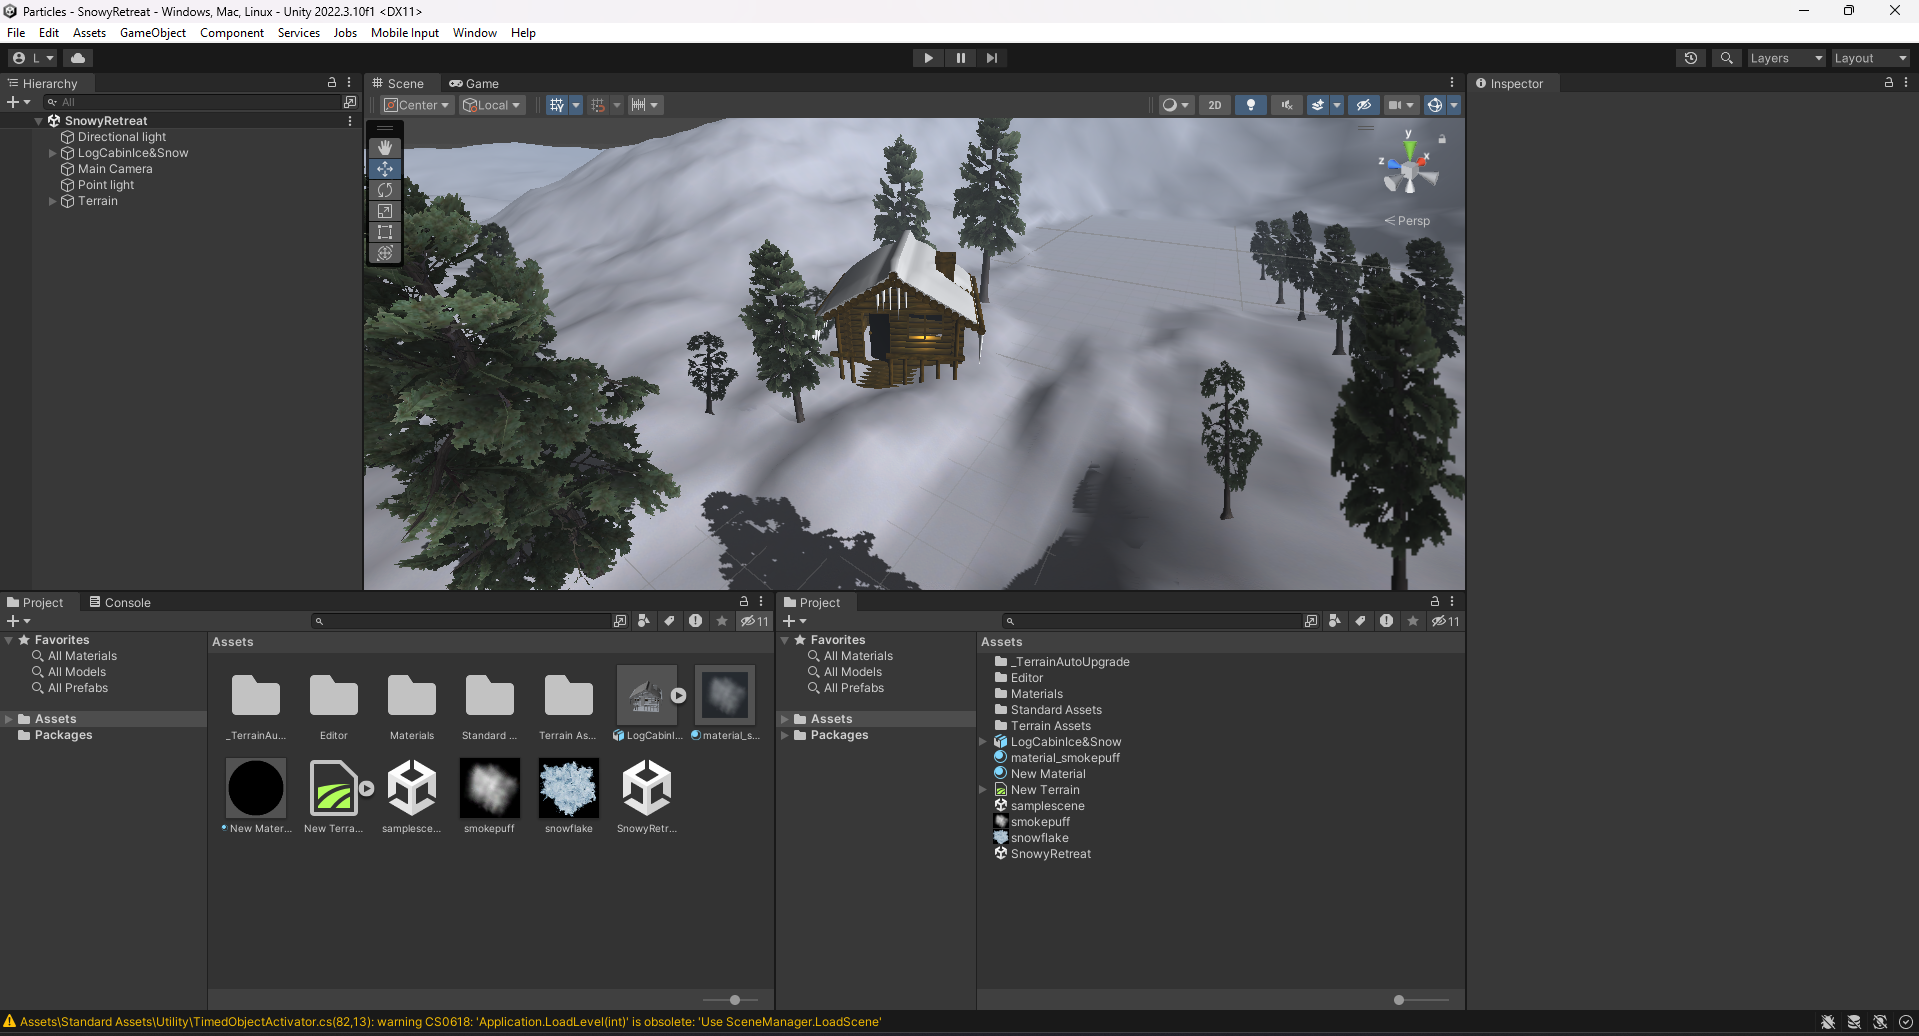 Particles - SnowyRetreat - Windows, Mac, Linux - Unity 2022.3.10f1 <DX11>
File Edit Assets GameObject Component Services Jobs Mobile Input Window Help
L Layers Layout
Hierarchy
All
SnowyRetreat
Directional light
LogCabinIce&Snow
Main Camera
Point light
Terrain
Scene Game
Center Local 2D
y
z x
Persp
Inspector
Project Console
11
Favorites
All Materials
All Models
All Prefabs
Assets
Packages
Assets
_TerrainAu... Editor Materials Standard ... Terrain As... LogCabinI... material_s...
New Mater... New Terra... samplesce... smokepuff snowflake SnowyRetr...
Project
11
Favorites
All Materials
All Models
All Prefabs
Assets
Packages
Assets
_TerrainAutoUpgrade
Editor
Materials
Standard Assets
Terrain Assets
LogCabinIce&Snow
material_smokepuff
New Material
New Terrain
samplescene
smokepuff
snowflake
SnowyRetreat
Assets\Standard Assets\Utility\TimedObjectActivator.cs(82,13): warning CS0618: 'Application.LoadLevel(int)' is obsolete: 'Use SceneManager.LoadScene'